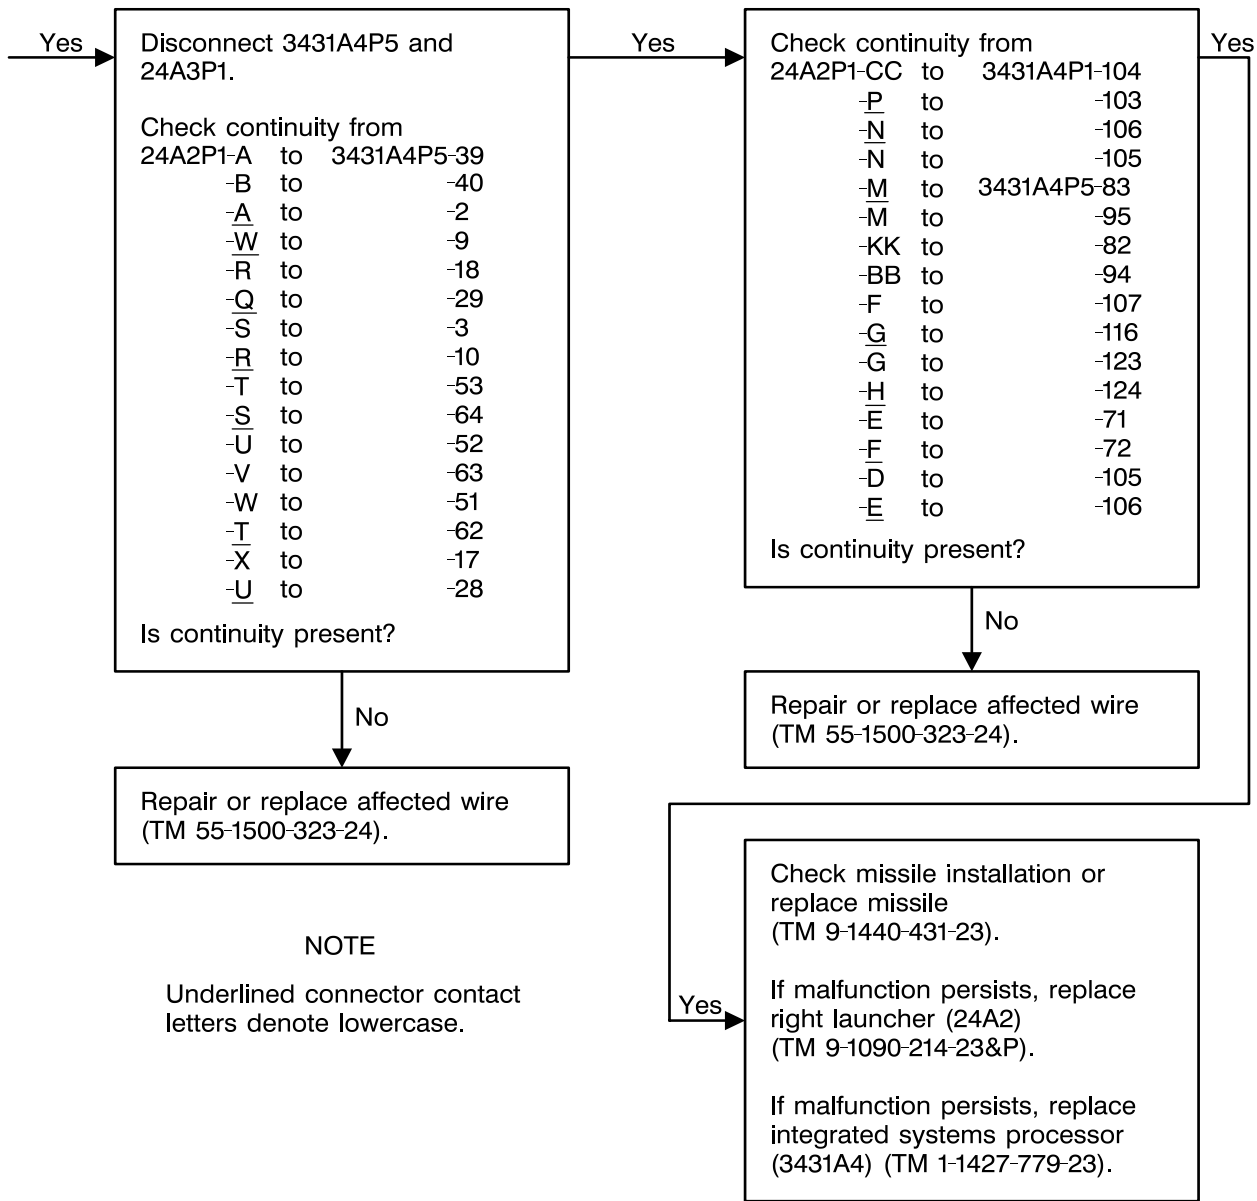 Yes
Disconnect 3431A4P5 and
24A3P1.
Check continuity from
24A2P1-A to 3431A4P5-39
-B to -40
-A to -2
-W to -9
-R to -18
-Q to -29
-S to -3
-R to -10
-T to -53
-S to -64
-U to -52
-V to -63
-W to -51
-T to -62
-X to -17
-U to -28
Is continuity present?
No
Repair or replace affected wire
(TM 55-1500-323-24).
NOTE
Underlined connector contact
letters denote lowercase.
Yes
Check continuity from
24A2P1-CC to 3431A4P1-104
-P to -103
-N to -106
-N to -105
-M to 3431A4P5-83
-M to -95
-KK to -82
-BB to -94
-F to -107
-G to -116
-G to -123
-H to -124
-E to -71
-F to -72
-D to -105
-E to -106
Is continuity present?
No
Repair or replace affected wire
(TM 55-1500-323-24).
Yes
Yes
Check missile installation or
replace missile
(TM 9-1440-431-23).
If malfunction persists, replace
right launcher (24A2)
(TM 9-1090-214-23&P).
If malfunction persists, replace
integrated systems processor
(3431A4) (TM 1-1427-779-23).